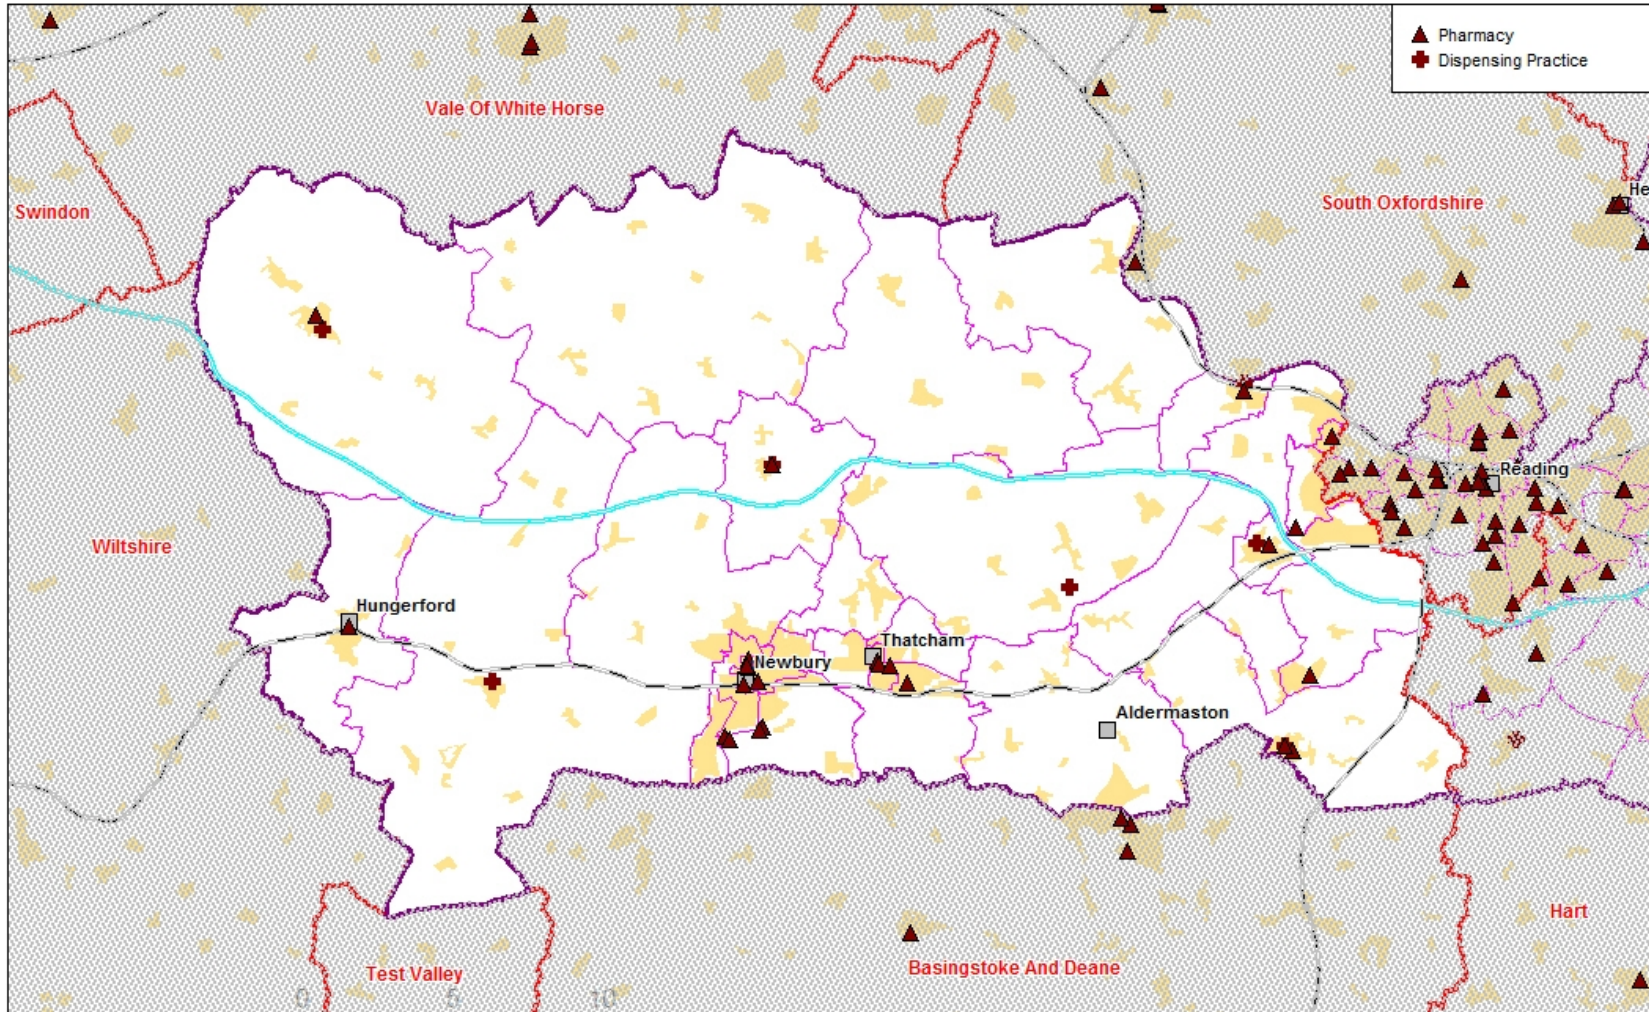 Pharmacy
Dispensing Practice
Vale Of White Horse
He
South Oxfordshire
Swindon
Reading
Wiltshire
Hungerford
Thatcham
Newbury
Aldermaston
Hart
Test Valley
Basingstoke And Deane
0 5 10